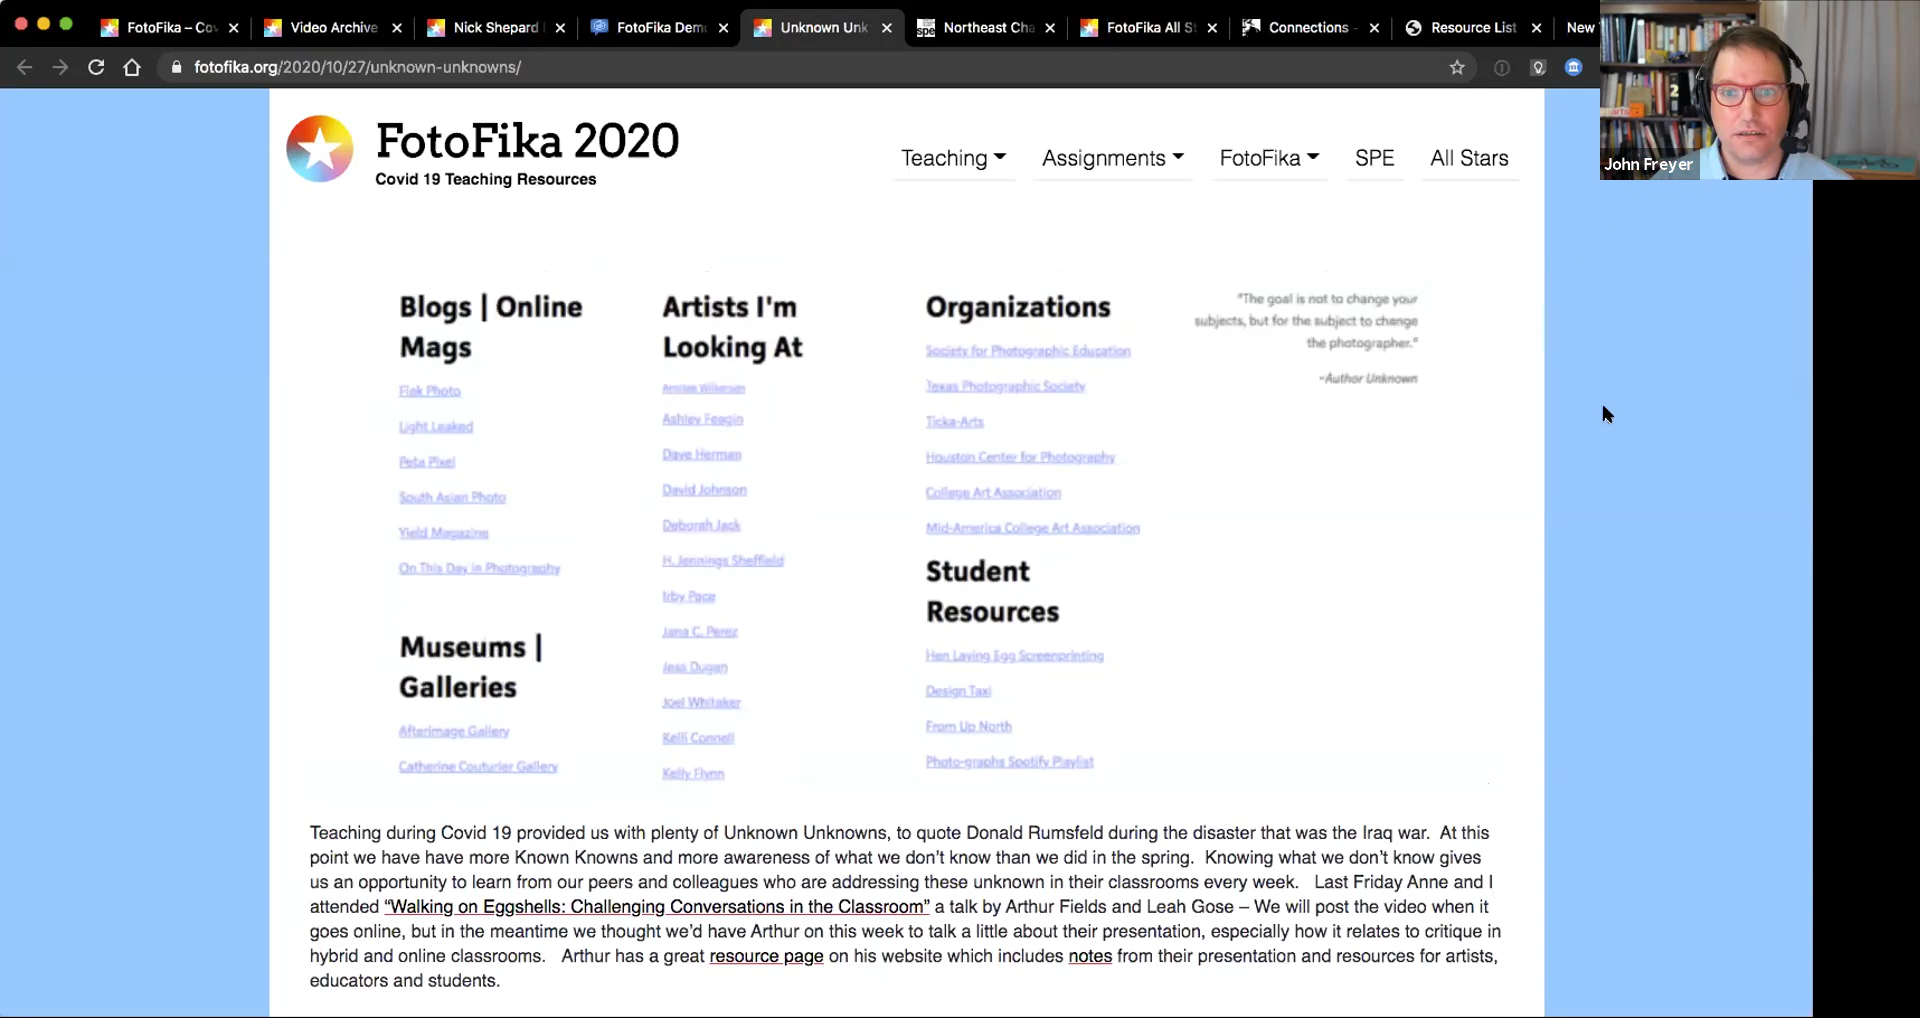 FotoFika – Cov
Video Archive
Nick Shepard
FotoFika Dem
Unknown Unk
Northeast Cha
FotoFika All St
Connections -
Resource List
New
fotofika.org/2020/10/27/unknown-unknowns/
John Freyer
FotoFika 2020
Covid 19 Teaching Resources
Teaching
Assignments
FotoFika
SPE
All Stars
Blogs | Online
Mags
Flak Photo
Light Leaked
Peta Pixel
South Asian Photo
Yield Magazine
On This Day in Photography
Museums |
Galleries
Afterimage Gallery
Catherine Couturier Gallery
Artists I'm
Looking At
Wilkerson
Ashley Feagin
Dave Herman
David Johnson
Deborah Jack
H. Jennings Sheffield
Irby Pace
Jana C. Perez
Jess Dugan
Joel Whitaker
Kelli Connell
Kelly Flynn
Organizations
Society for Photographic Education
Texas Photographic Society
Ticka-Arts
Houston Center for Photography
College Art Association
Mid-America College Art Association
Student
Resources
Hen Laying Egg Screenprinting
Design Taxi
From Up North
Photo-graphs Spotify Playlist
"The goal is not to change your
subjects, but for the subject to change
the photographer."
~Author Unknown
Teaching during Covid 19 provided us with plenty of Unknown Unknowns, to quote Donald Rumsfeld during the disaster that was the Iraq war. At this
point we have have more Known Knowns and more awareness of what we don't know than we did in the spring. Knowing what we don't know gives
us an opportunity to learn from our peers and colleagues who are addressing these unknown in their classrooms every week. Last Friday Anne and I
attended “Walking on Eggshells: Challenging Conversations in the Classroom” a talk by Arthur Fields and Leah Gose – We will post the video when it
goes online, but in the meantime we thought we'd have Arthur on this week to talk a little about their presentation, especially how it relates to critique in
hybrid and online classrooms. Arthur has a great resource page on his website which includes notes from their presentation and resources for artists,
educators and students.